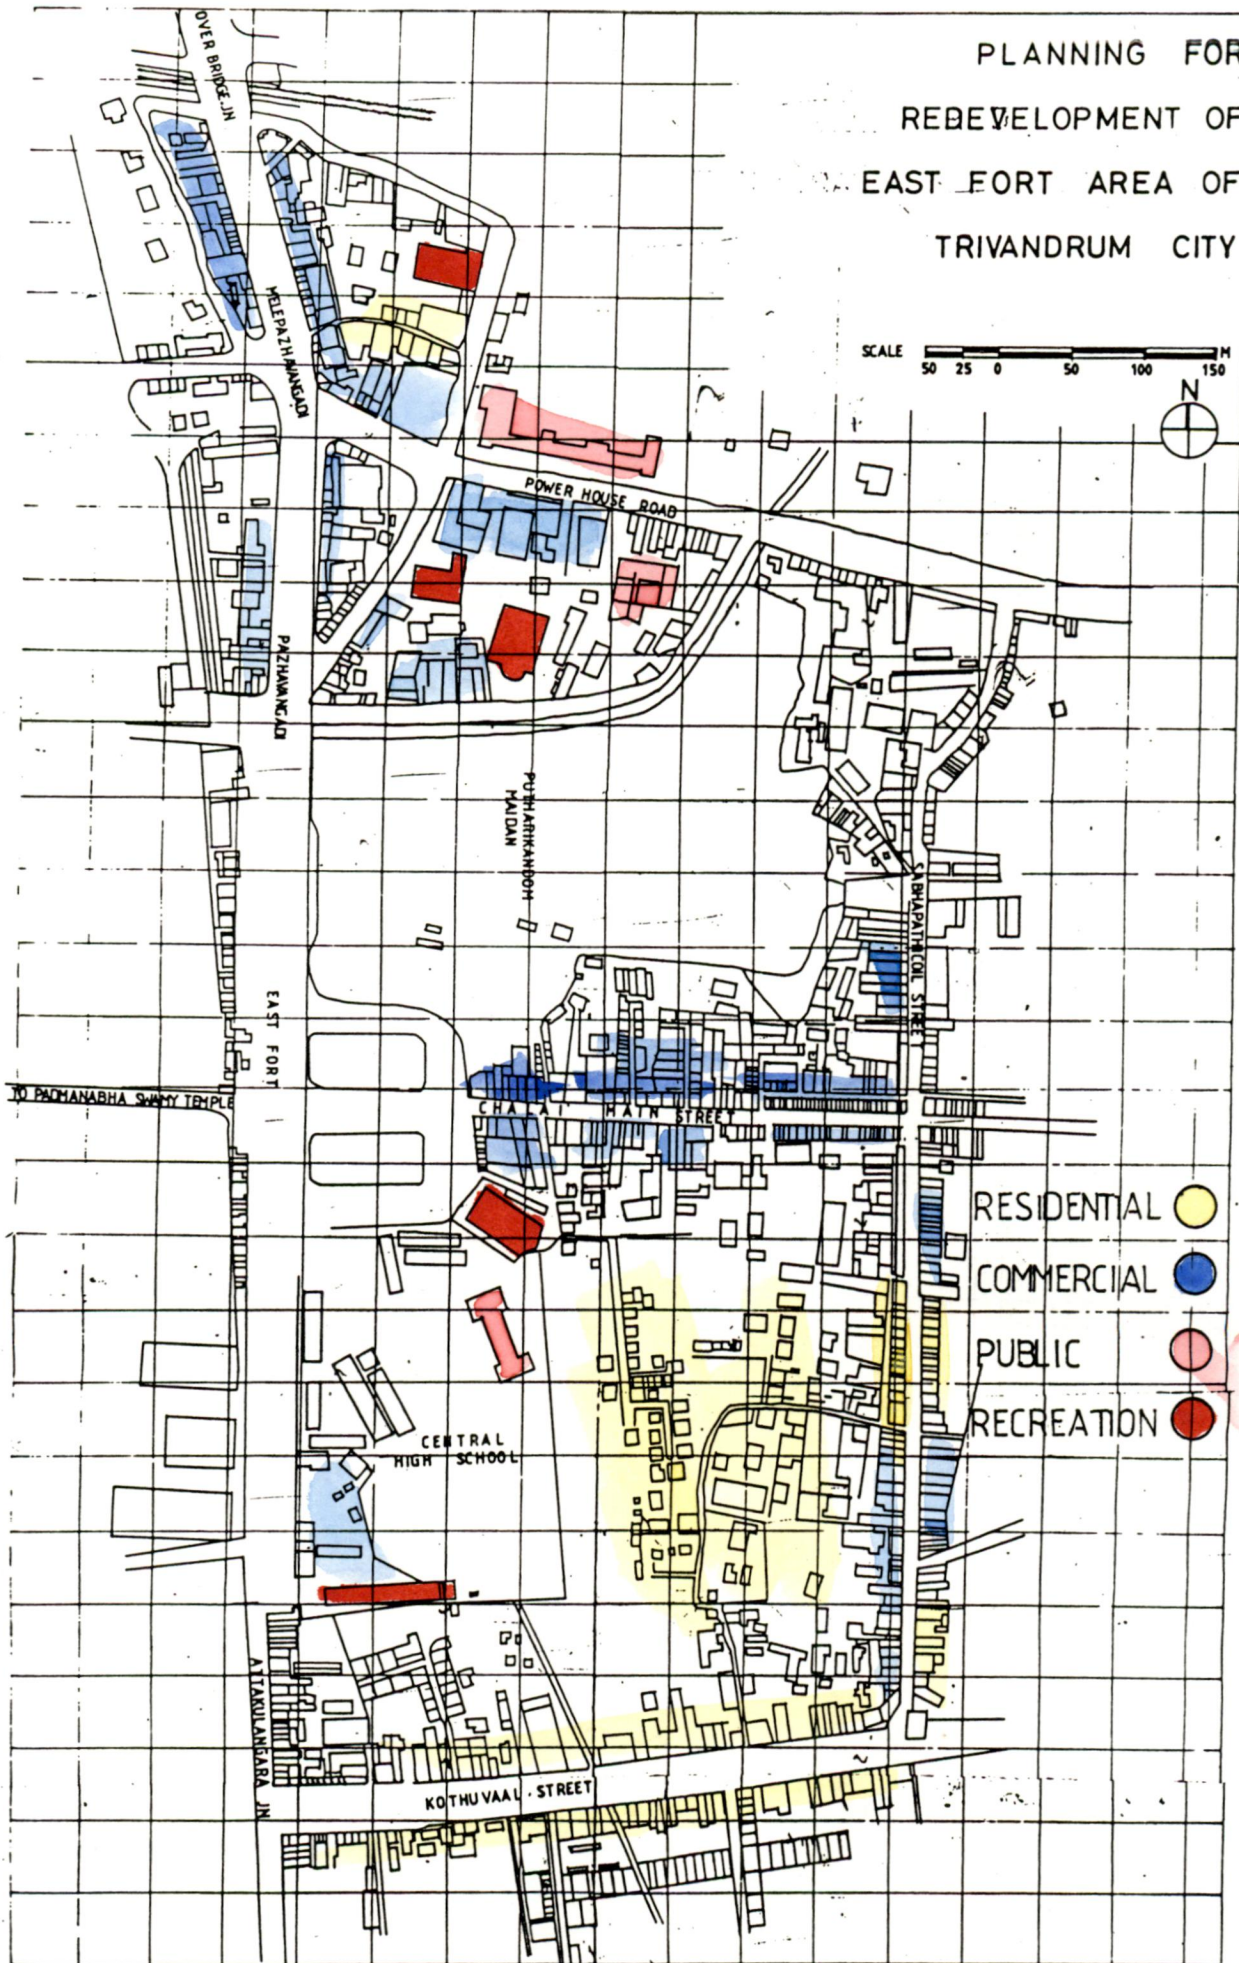 PLANNING FOR
REDEVELOPMENT OF
EAST FORT AREA OF
TRIVANDRUM CITY
SCALE
50 25 0 50 100 150 M
N
OVER BRIDGE JN
MELEPAZHAVANGADI
POWER HOUSE ROAD
PAZHAVANGADI
PUTHARIKANDOM
MAIDAN
SABHAPATHICOIL STREET
EAST FORT
TO PADMANABHA SWAMY TEMPLE
CHALAI MAIN STREET
RESIDENTIAL
COMMERCIAL
PUBLIC
RECREATION
CENTRAL
HIGH SCHOOL
ATTAKULANGARA JN
KOTHUVAAL STREET